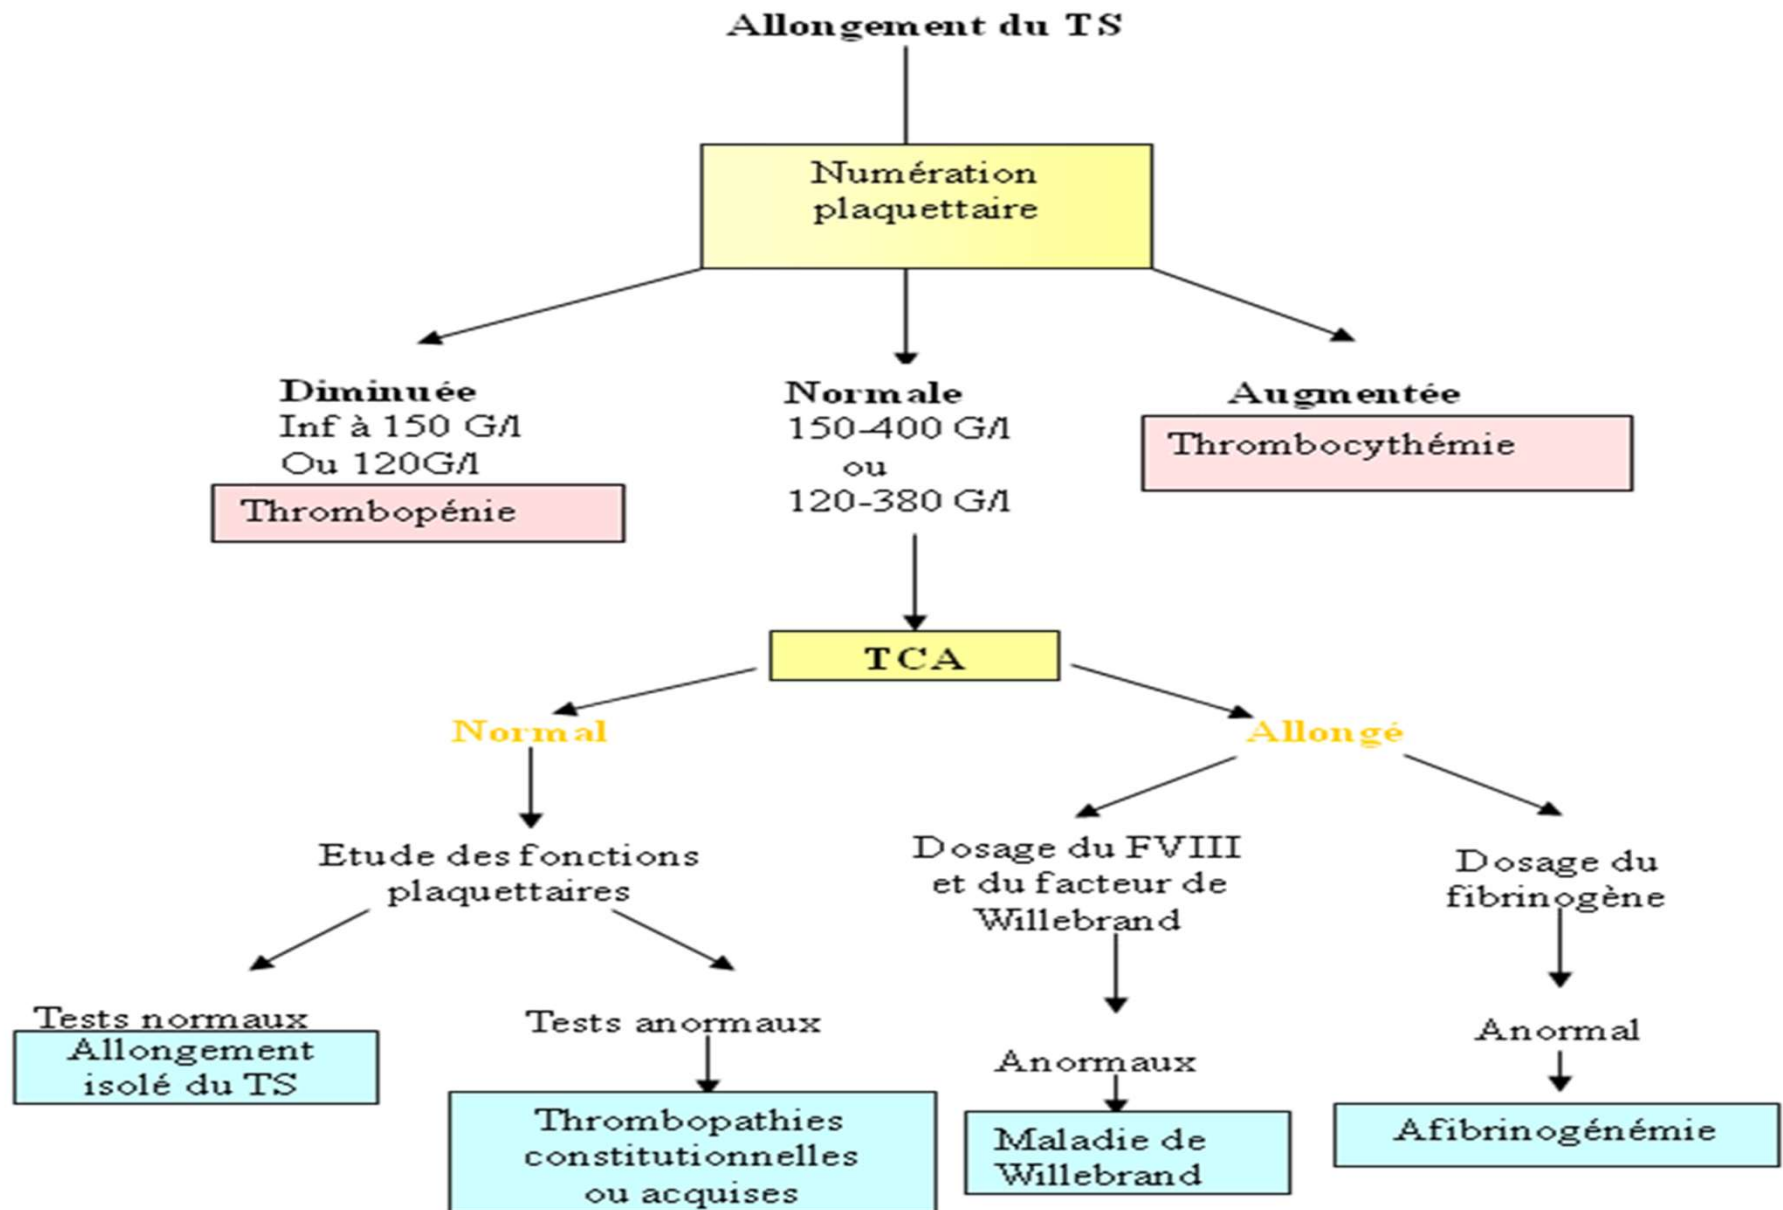 Allongement du TS
Numération
plaquettaire
Diminuée
Inf à 150 G/l
Ou 120G/l
Thrombopénie
Normale
150-400 G/l
ou
120-380 G/l
Augmentée
Thrombocythémie
TCA
Normal
Allongé
Etude des fonctions
plaquettaires
Dosage du FVIII
et du facteur de
Willebrand
Dosage du
fibrinogène
Tests normaux
Allongement
isolé du TS
Tests anormaux
Thrombopathies
constitutionnelles
ou acquises
Anormaux
Maladie de
Willebrand
Anormal
Afibrinogénémie